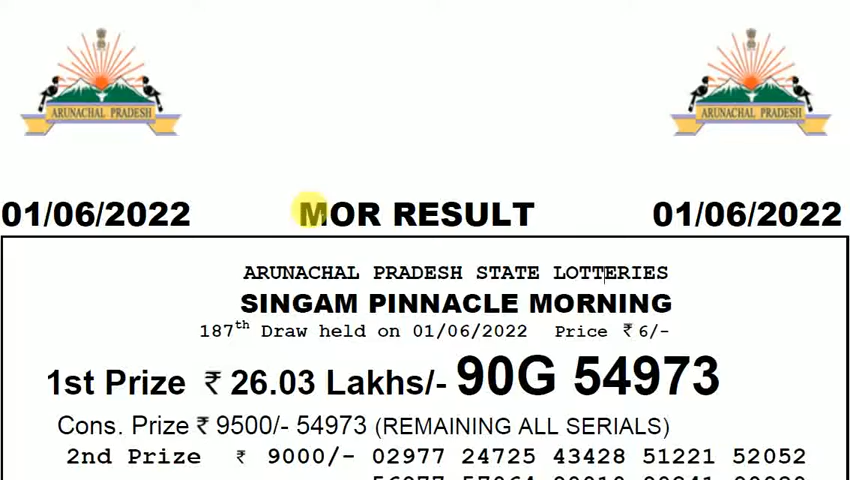 ARUNACHAL PRADESH ARUNACHAL PRADESH
01/06/2022 MOR RESULT 01/06/2022
ARUNACHAL PRADESH STATE LOTTERIES
SINGAM PINNACLE MORNING
187th Draw held on 01/06/2022 Price ₹ 6/-
1st Prize ₹ 26.03 Lakhs/- 90G 54973
Cons. Prize ₹ 9500/- 54973 (REMAINING ALL SERIALS)
2nd Prize ₹ 9000/- 02977 24725 43428 51221 52052